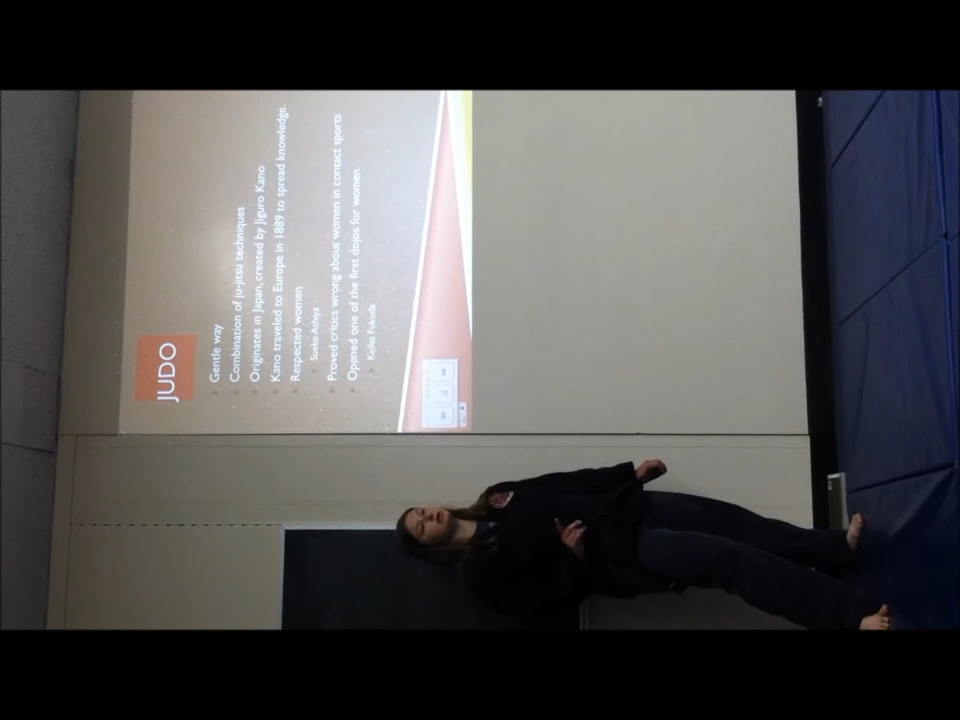 JUDO
Gentle way
Combination of ju-jitsu techniques
Originates in Japan, created by Jiguro Kano
Kano traveled to Europe in 1889 to spread knowledge.
Respected women
Sueko Ashiya
Proved critics wrong about women in contact sports
Opened one of the first dojos for women.
Keiko Fukuda